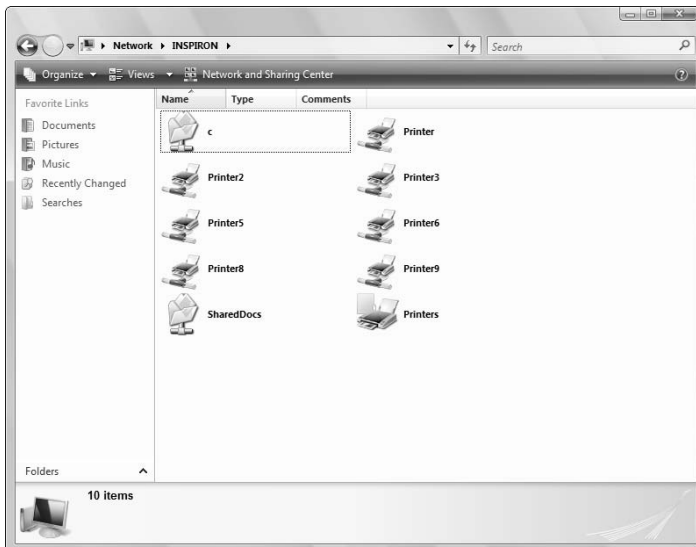 Network INSPIRON Search
Organize Views Network and Sharing Center
Favorite Links
Documents
Pictures
Music
Recently Changed
Searches
Folders
Name Type Comments
c Printer
Printer2 Printer3
Printer5 Printer6
Printer8 Printer9
SharedDocs Printers
10 items